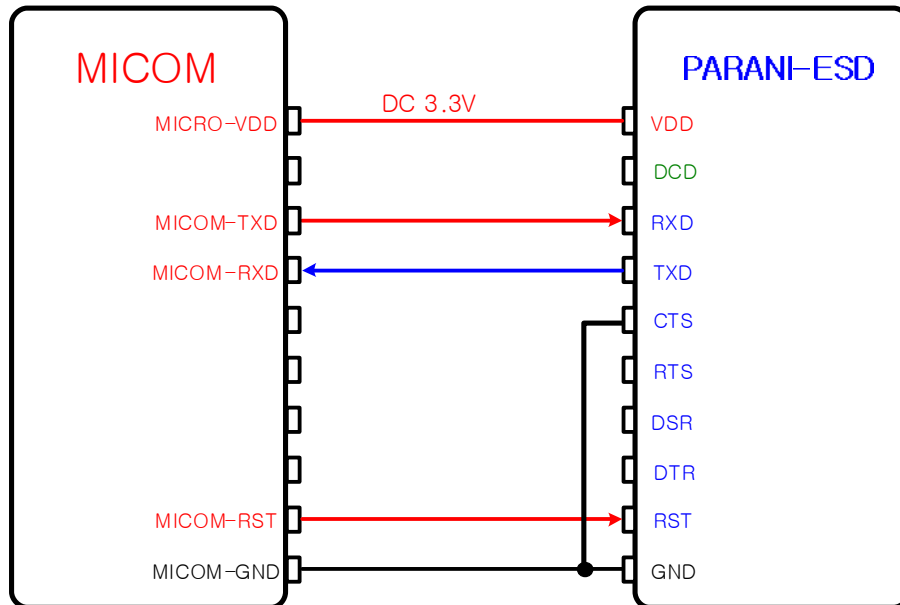 MICOM
PARANI-ESD
DC 3.3V
MICRO-VDD
VDD
DCD
MICOM-TXD
RXD
MICOM-RXD
TXD
CTS
RTS
DSR
DTR
MICOM-RST
RST
MICOM-GND
GND